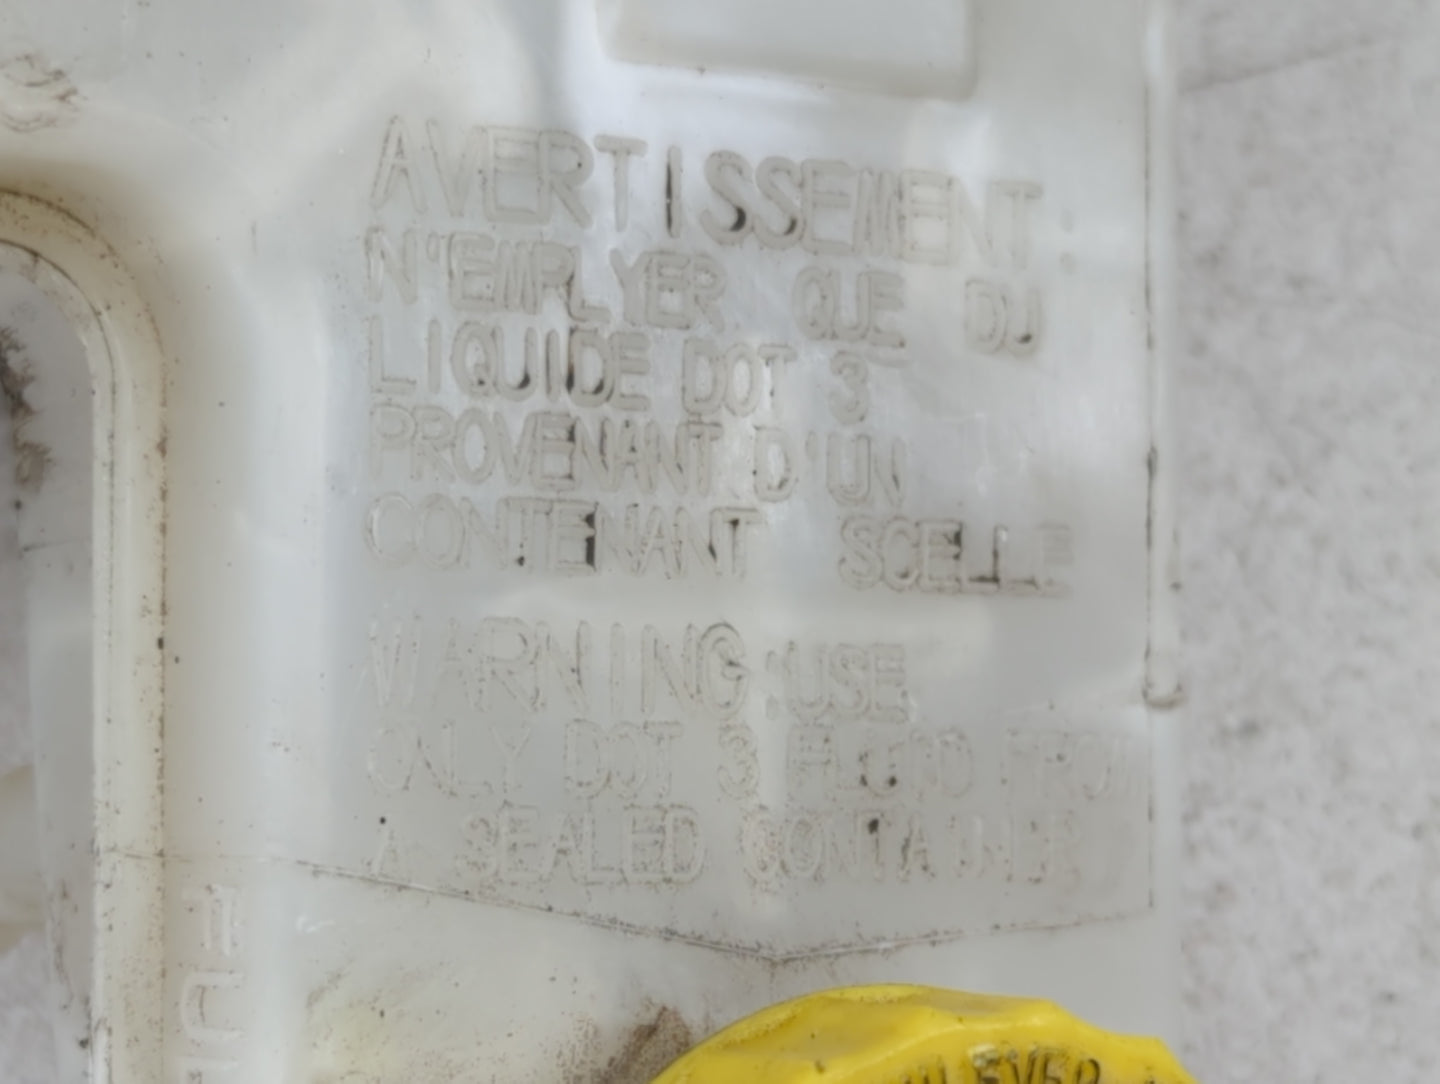 AVERTISSEMENT:
N'EMPLYER QUE DU
LIQUIDE DOT 3
PROVENANT D'UN
CONTENANT SCELLE
WARNING:USE
ONLY DOT 3 FLUID FROM
A SEALED CONTAINER